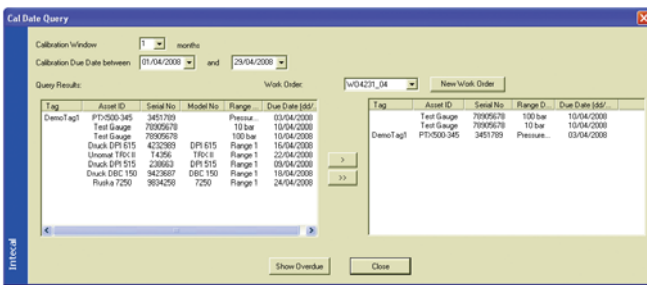 Cal Date Query
Calibration Window 1 months
Calibration Due Date between 01/04/2008 and 29/04/2008
Query Results: Work Order: WO4231_04 New Work Order
Tag Asset ID Serial No Model No Range ... Due Date (dd/...
DemoTag1 PTX500-345 3451789 Pressur... 03/04/2008
Test Gauge 78905678 10 bar 10/04/2008
Test Gauge 78905678 100 bar 10/04/2008
Druck DPI 615 4232989 DPI 615 Range 1 16/04/2008
Unomat TRX II T4356 TRX II Range 1 22/04/2008
Druck DPI 515 238663 DPI 515 Range 1 09/04/2008
Druck DBC 150 9423687 DBC 150 Range 1 18/04/2008
Ruska 7250 9834258 7250 Range 1 24/04/2008
>
>>
Tag Asset ID Serial No Range D... Due Date (dd/...
Test Gauge 78905678 100 bar 10/04/2008
Test Gauge 78905678 10 bar 10/04/2008
DemoTag1 PTX500-345 3451789 Pressure... 03/04/2008
Show Overdue Close
Intecal